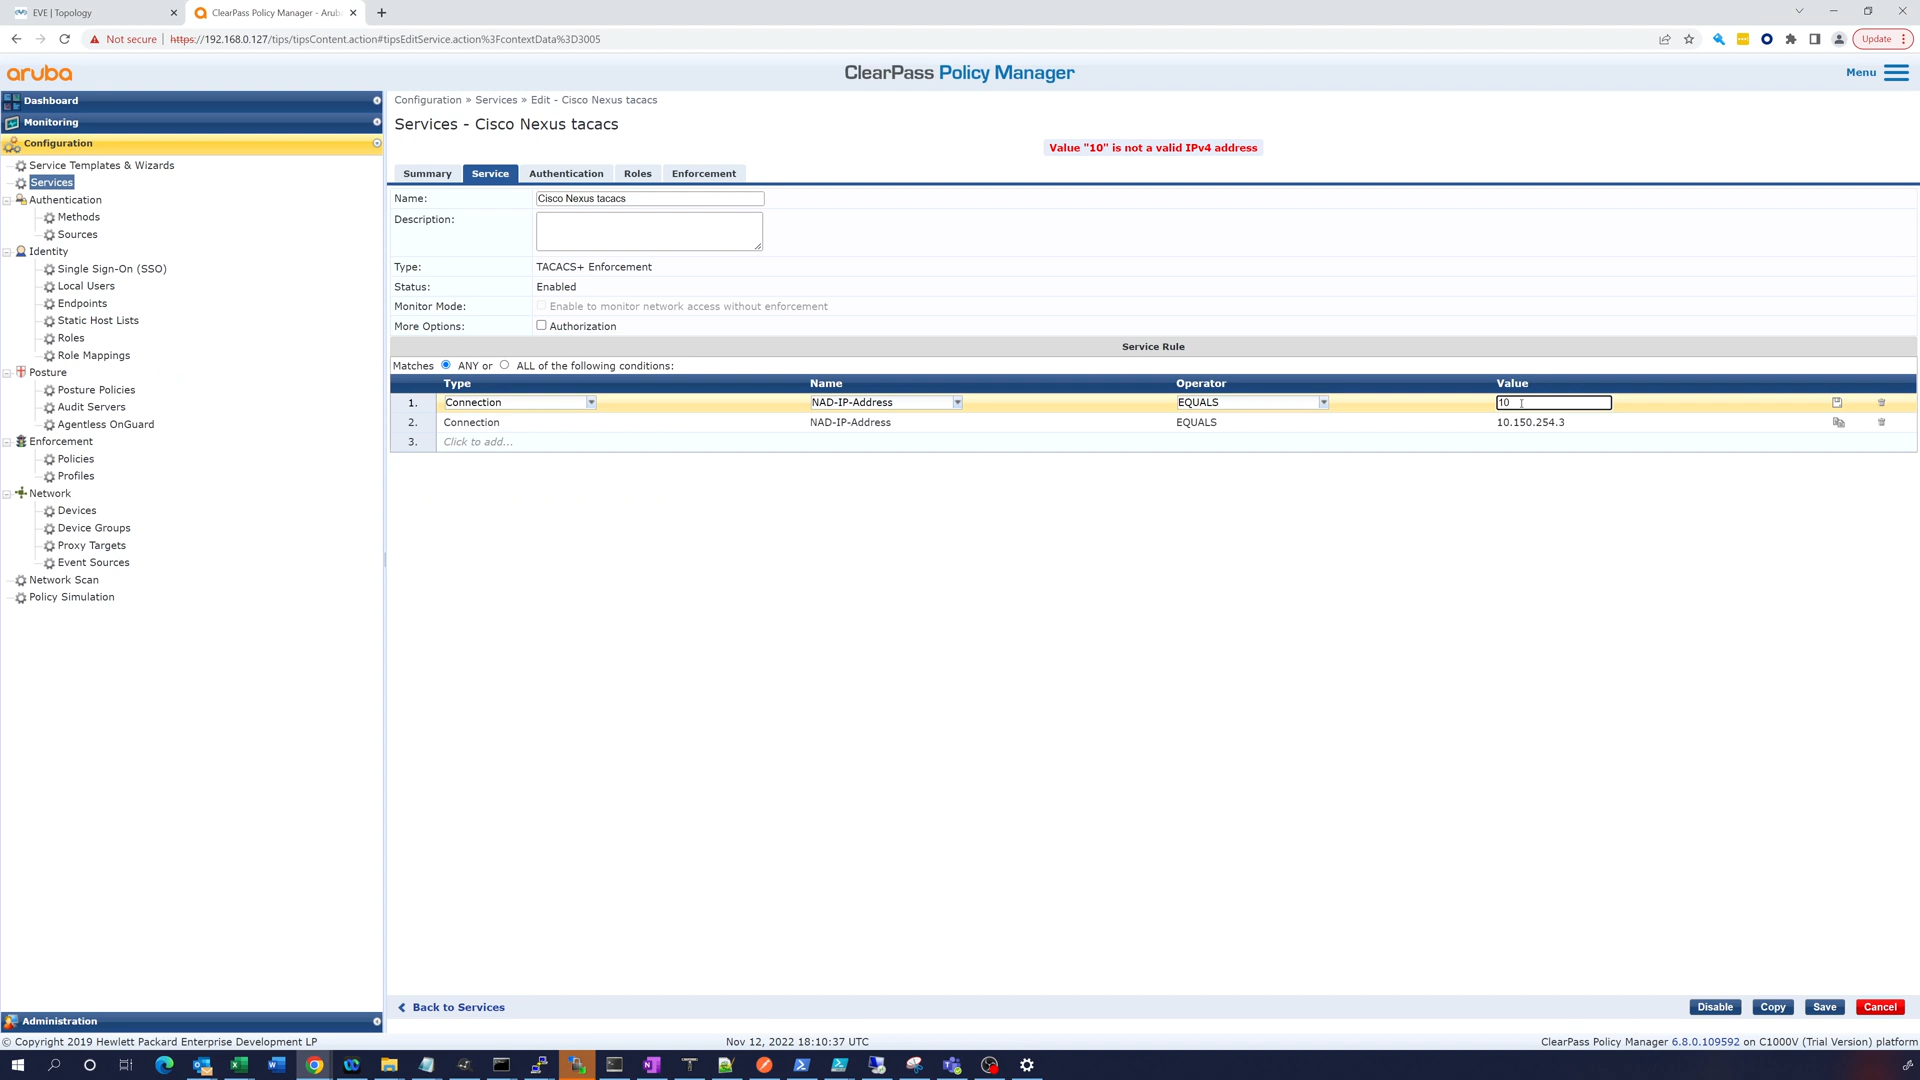 EVE | Topology
ClearPass Policy Manager - Arub
Not secure
https://192.168.0.127/tips/tipsContent.action#tipsEditService.action%3FcontextData%3D3005
Update
aruba
ClearPass Policy Manager
Menu
Dashboard
Monitoring
Configuration
Service Templates & Wizards
Services
Authentication
Methods
Sources
Identity
Single Sign-On (SSO)
Local Users
Endpoints
Static Host Lists
Roles
Role Mappings
Posture
Posture Policies
Audit Servers
Agentless OnGuard
Enforcement
Policies
Profiles
Network
Devices
Device Groups
Proxy Targets
Event Sources
Network Scan
Policy Simulation
Administration
Configuration » Services » Edit - Cisco Nexus tacacs
Services - Cisco Nexus tacacs
Value "10" is not a valid IPv4 address
Summary Service Authentication Roles Enforcement
Name: Cisco Nexus tacacs
Description:
Type: TACACS+ Enforcement
Status: Enabled
Monitor Mode: Enable to monitor network access without enforcement
More Options: Authorization
Service Rule
Matches ANY or ALL of the following conditions:
Type Name Operator Value
1. Connection NAD-IP-Address EQUALS 10
2. Connection NAD-IP-Address EQUALS 10.150.254.3
3. Click to add...
Back to Services
Disable Copy Save Cancel
© Copyright 2019 Hewlett Packard Enterprise Development LP
Nov 12, 2022 18:10:37 UTC
ClearPass Policy Manager 6.8.0.109592 on C1000V (Trial Version) platform